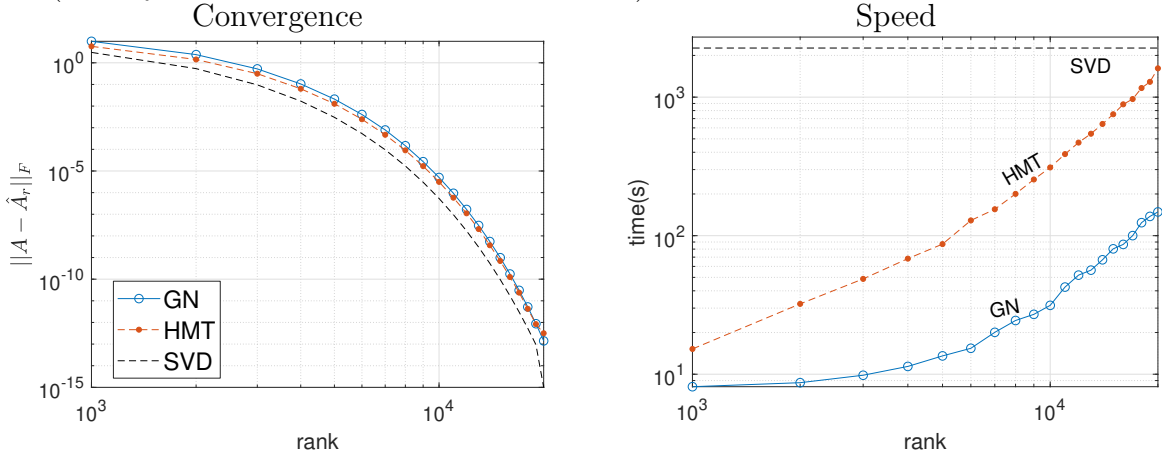 Convergence
10^0
10^-5
10^-10
10^-15
|||A − Â_r|||_F
GN
HMT
SVD
10^3
10^4
rank
Speed
10^3
10^2
10^1
time(s)
SVD
HMT
GN
10^3
10^4
rank